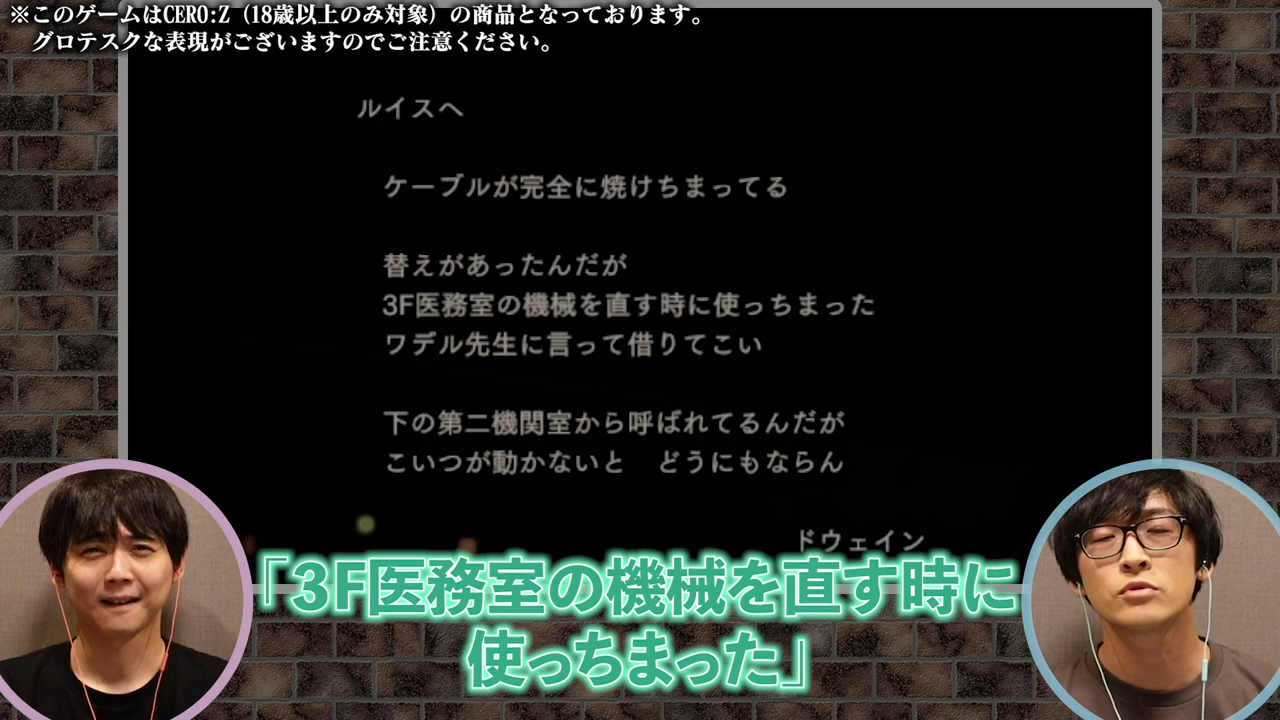 ※このゲームはCERO:Z（18歳以上のみ対象）の商品となっております。
グロテスクな表現がございますのでご注意ください。
ルイスへ
ケーブルが完全に焼けちまってる
替えがあったんだが
3F医務室の機械を直す時に使っちまった
ワデル先生に言って借りてこい
下の第二機関室から呼ばれてるんだが
こいつが動かないと　どうにもならん
ドウェイン
「3F医務室の機械を直す時に
使っちまった」